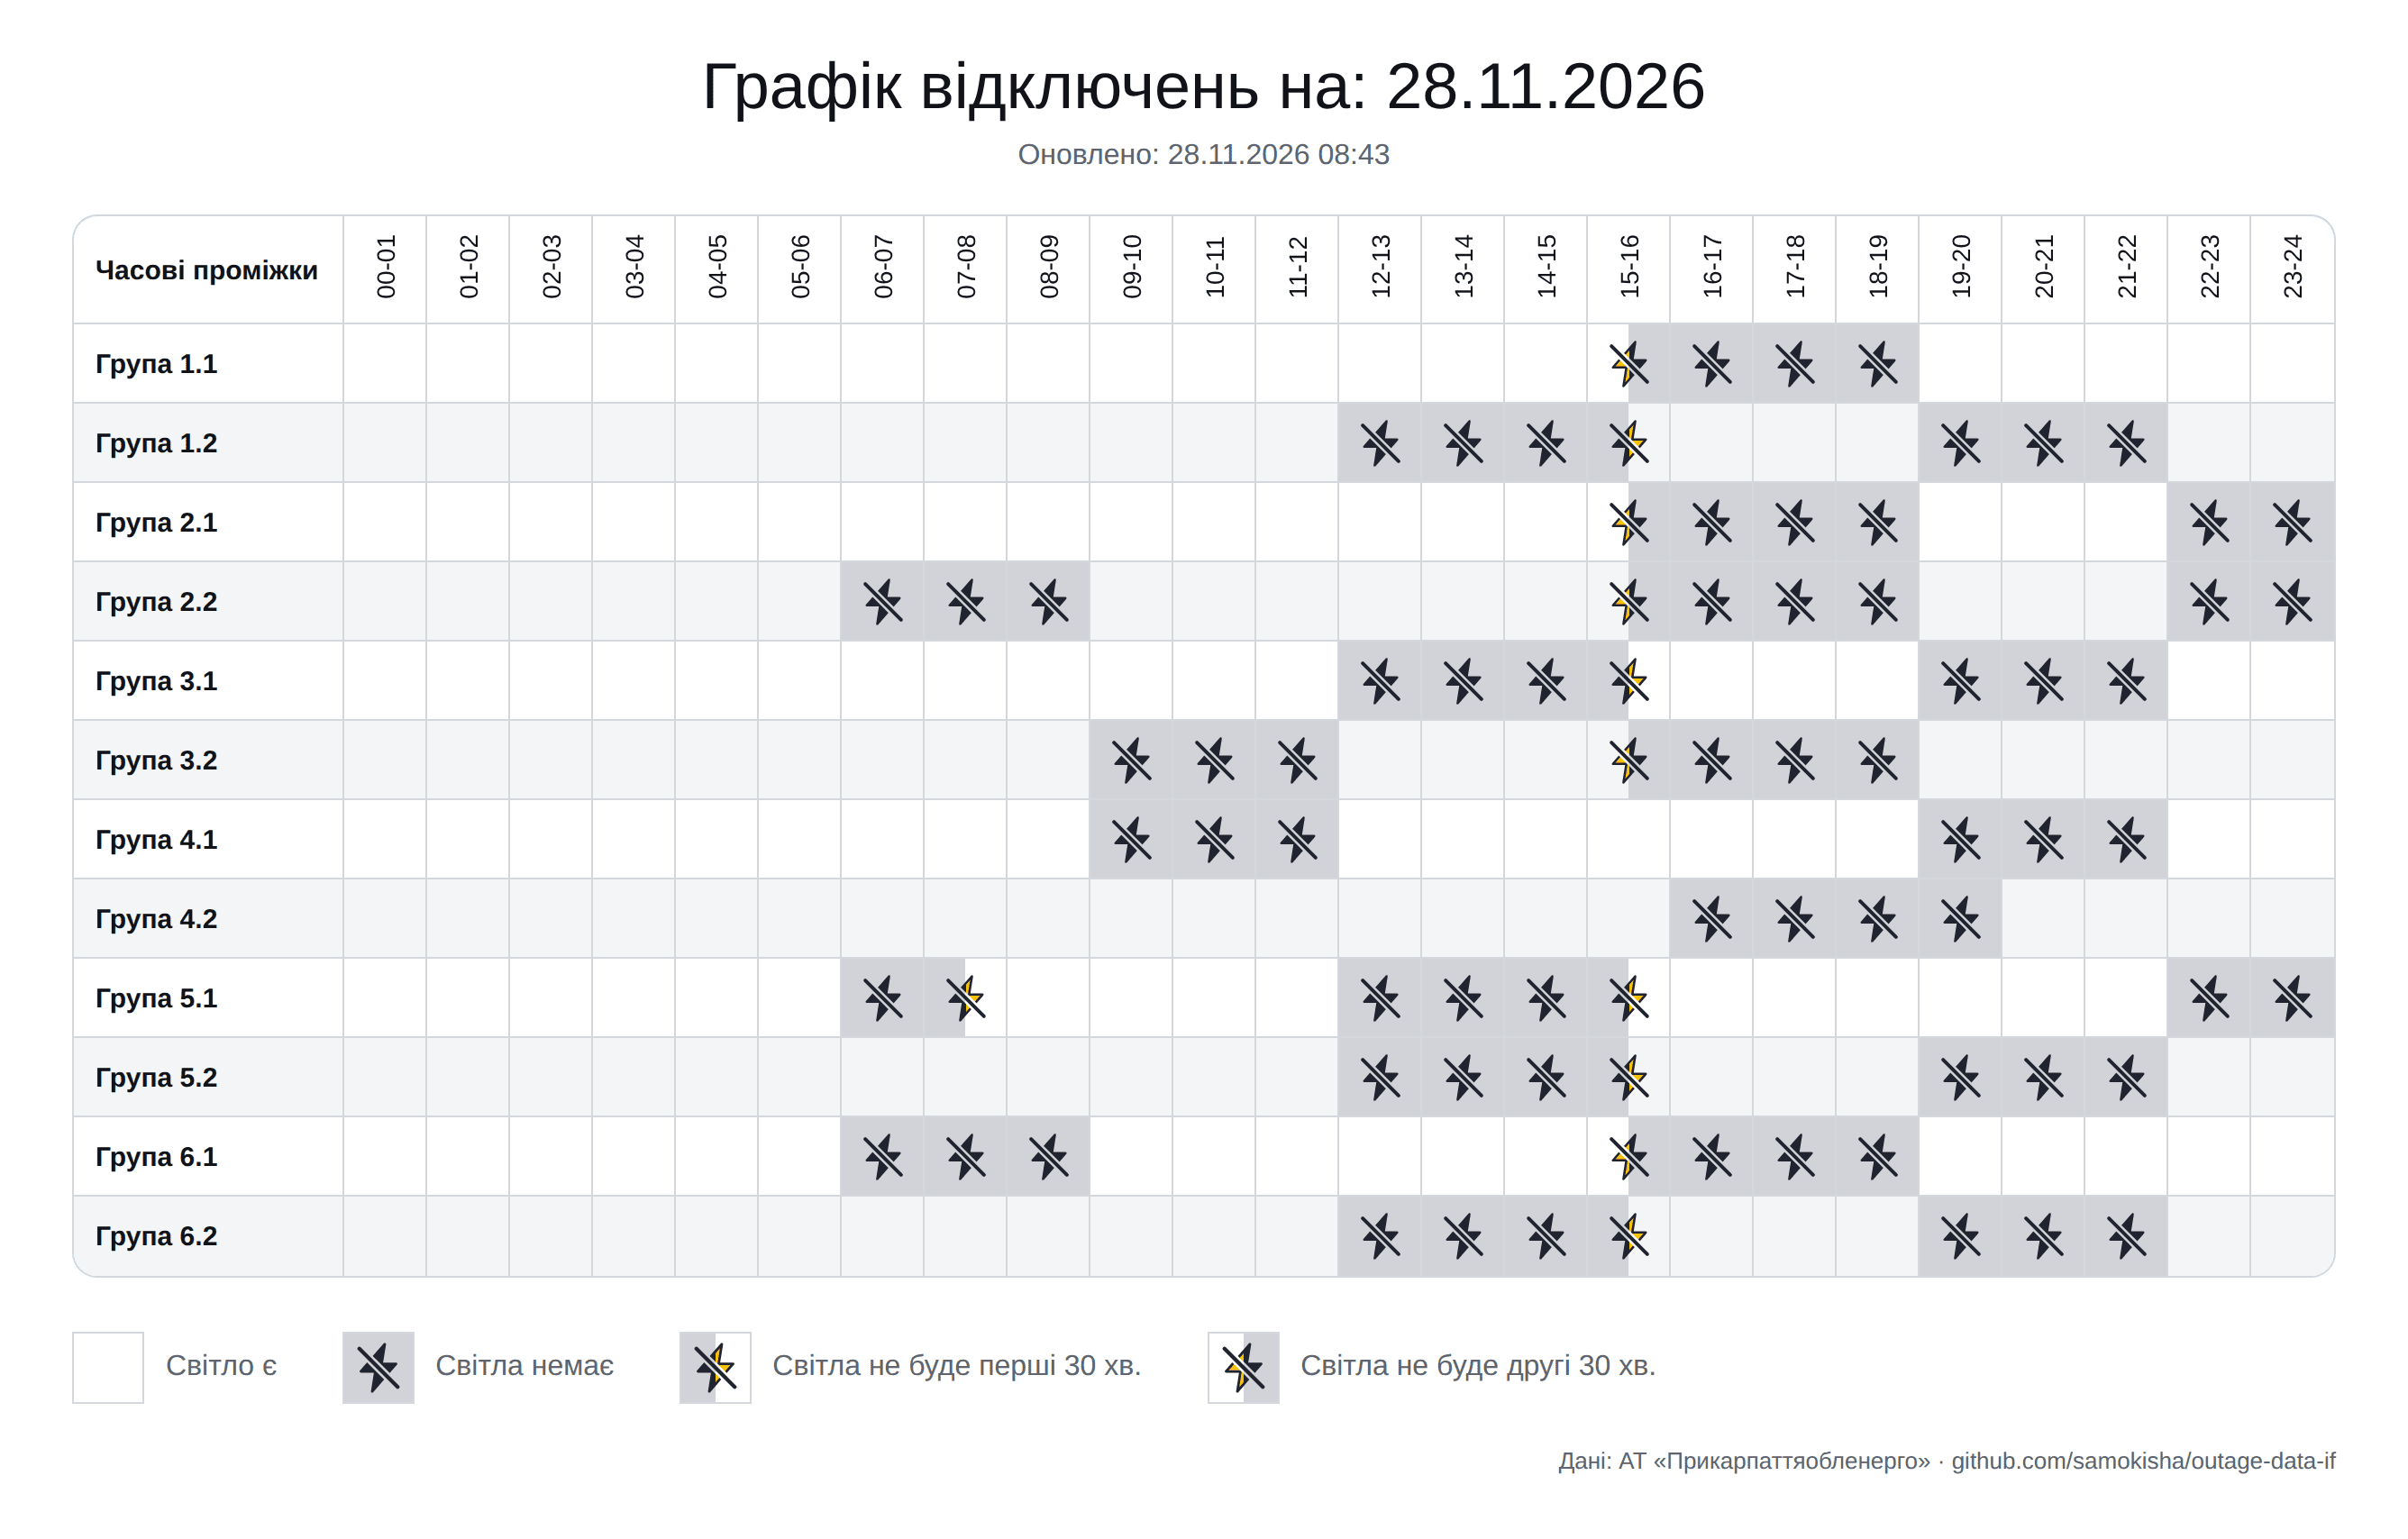 Графік відключень на: 28.11.2026
Оновлено: 28.11.2026 08:43
Часові проміжки 00-01 01-02 02-03 03-04 04-05 05-06 06-07 07-08 08-09 09-10 10-11 11-12 12-13 13-14 14-15 15-16 16-17 17-18 18-19 19-20 20-21 21-22 22-23 23-24
Група 1.1
Група 1.2
Група 2.1
Група 2.2
Група 3.1
Група 3.2
Група 4.1
Група 4.2
Група 5.1
Група 5.2
Група 6.1
Група 6.2
Світло є Світла немає Світла не буде перші 30 хв. Світла не буде другі 30 хв.
Дані: АТ «Прикарпаттяобленерго» · github.com/samokisha/outage-data-if